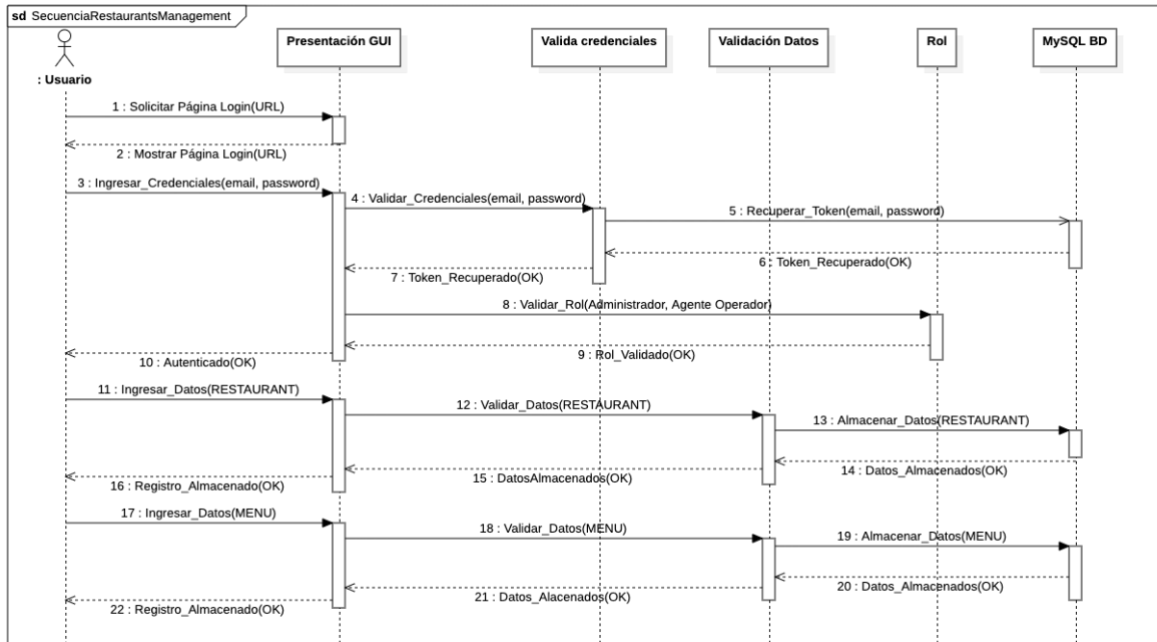 sd SecuenciaRestaurantsManagement
: Usuario
Presentación GUI
Valida credenciales
Validación Datos
Rol
MySQL BD
1 : Solicitar Página Login(URL)
2 : Mostrar Página Login(URL)
3 : Ingresar_Credenciales(email, password)
4 : Validar_Credenciales(email, password)
5 : Recuperar_Token(email, password)
6 : Token_Recuperado(OK)
7 : Token_Recuperado(OK)
8 : Validar_Rol(Administrador, Agente Operador)
9 : Rol_Validado(OK)
10 : Autenticado(OK)
11 : Ingresar_Datos(RESTAURANT)
12 : Validar_Datos(RESTAURANT)
13 : Almacenar_Datos(RESTAURANT)
14 : Datos_Almacenados(OK)
15 : DatosAlmacenados(OK)
16 : Registro_Almacenado(OK)
17 : Ingresar_Datos(MENU)
18 : Validar_Datos(MENU)
19 : Almacenar_Datos(MENU)
20 : Datos_Almacenados(OK)
21 : Datos_Alacenados(OK)
22 : Registro_Almacenado(OK)